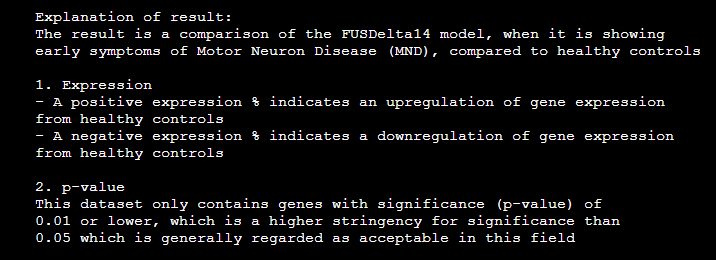 Explanation of result:
The result is a comparison of the FUSDelta14 model, when it is showing
early symptoms of Motor Neuron Disease (MND), compared to healthy controls
1. Expression
- A positive expression % indicates an upregulation of gene expression
from healthy controls
- A negative expression % indicates a downregulation of gene expression
from healthy controls
2. p-value
This dataset only contains genes with significance (p-value) of
0.01 or lower, which is a higher stringency for significance than
0.05 which is generally regarded as acceptable in this field